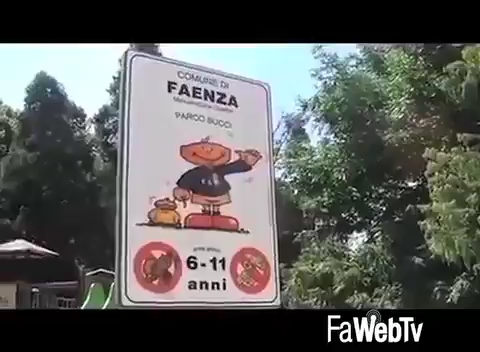 COMUNE DI
FAENZA
PARCO BUCCI
6-11
anni
FaWebTv